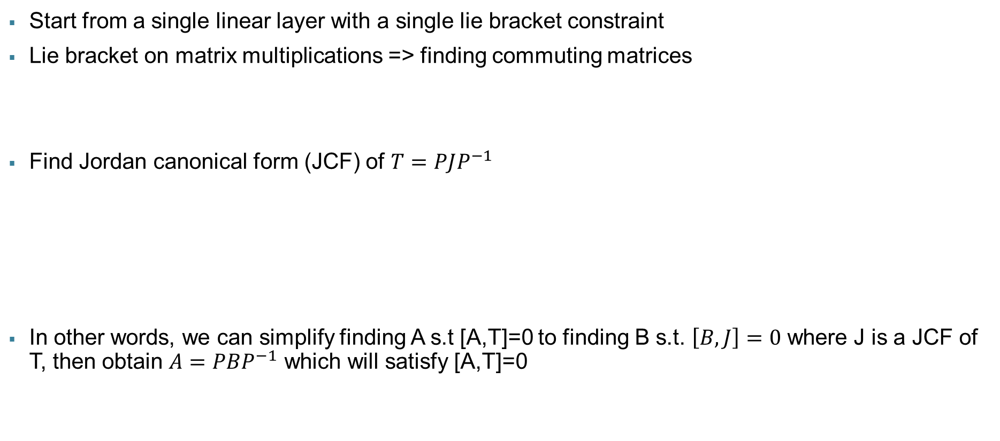 ▪ Start from a single linear layer with a single lie bracket constraint
▪ Lie bracket on matrix multiplications => finding commuting matrices
▪ Find Jordan canonical form (JCF) of 𝑇 = 𝑃𝐽𝑃⁻¹
▪ In other words, we can simplify finding A s.t [A,T]=0 to finding B s.t. [𝐵, 𝐽] = 0 where J is a JCF of
T, then obtain 𝐴 = 𝑃𝐵𝑃⁻¹ which will satisfy [A,T]=0